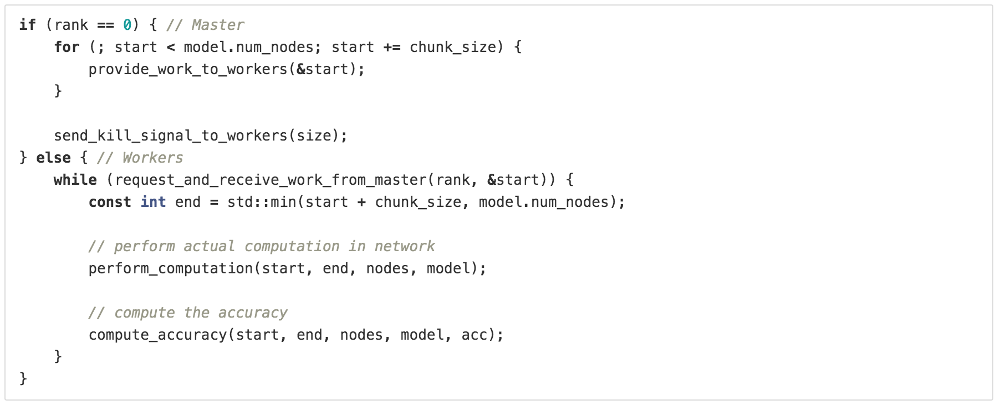 if (rank == 0) { // Master
    for (; start < model.num_nodes; start += chunk_size) {
        provide_work_to_workers(&start);
    }

    send_kill_signal_to_workers(size);
} else { // Workers
    while (request_and_receive_work_from_master(rank, &start)) {
        const int end = std::min(start + chunk_size, model.num_nodes);

        // perform actual computation in network
        perform_computation(start, end, nodes, model);

        // compute the accuracy
        compute_accuracy(start, end, nodes, model, acc);
    }
}